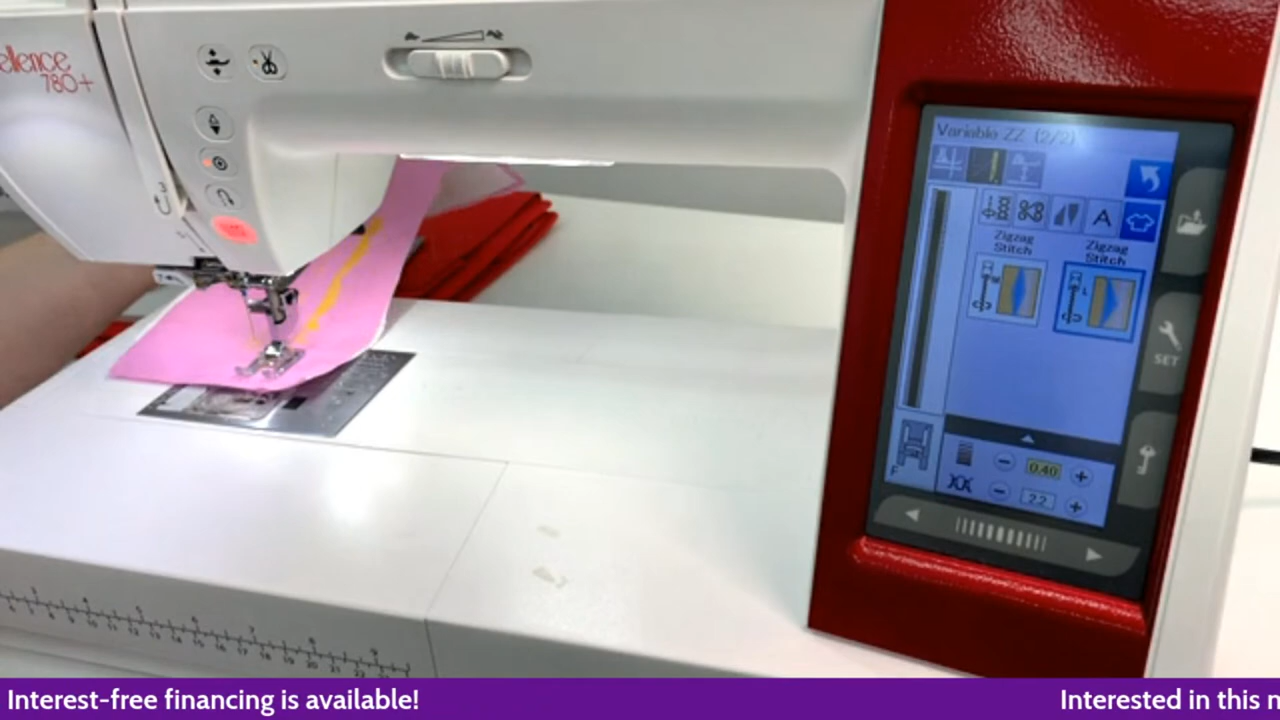 ellence
780+
Variable ZZ (2/2)
A
Zigzag
Stitch
Zigzag
Stitch
M
L
SET
F
0.40
2.2
Interest-free financing is available!
Interested in this